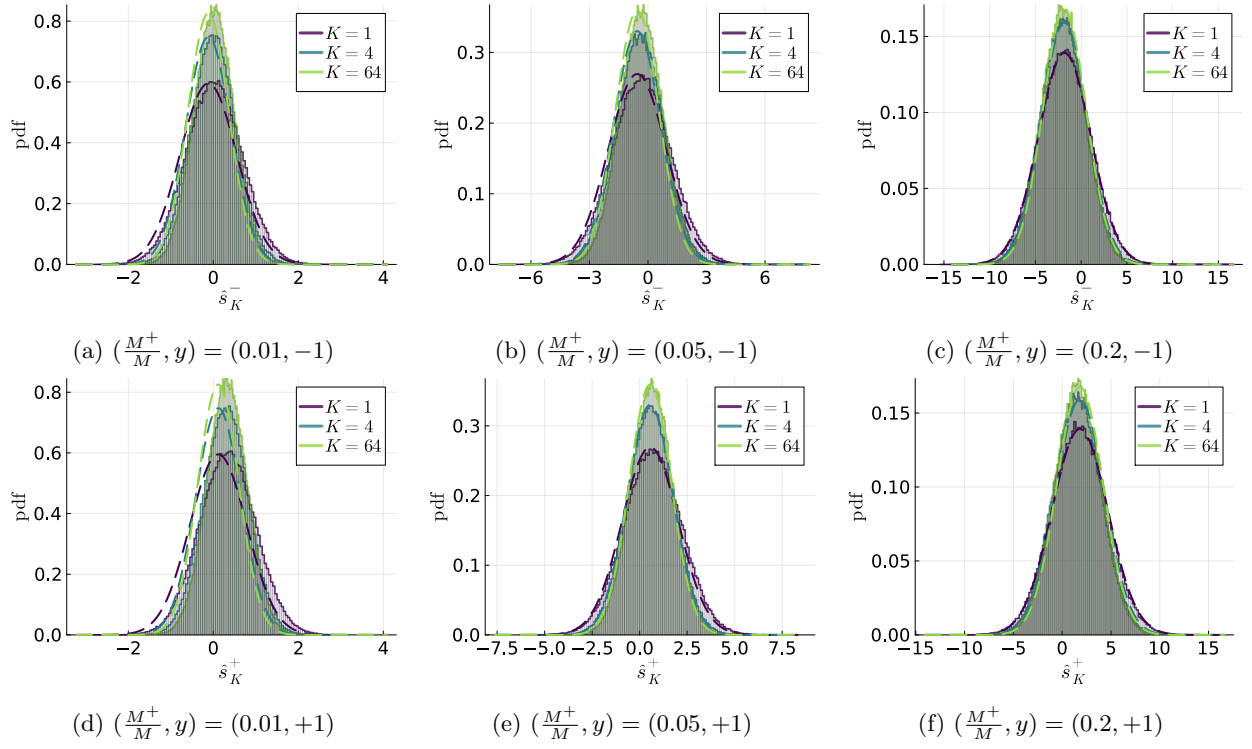 pdf
0.8
0.6
0.4
0.2
0.0
K = 1
K = 4
K = 64
−2 0 2 4
ŝ_K^−
(a) (M^+/M, y) = (0.01, −1)
pdf
0.3
0.2
0.1
0.0
K = 1
K = 4
K = 64
−6 −3 0 3 6
ŝ_K^−
(b) (M^+/M, y) = (0.05, −1)
pdf
0.15
0.10
0.05
0.00
K = 1
K = 4
K = 64
−15 −10 −5 0 5 10 15
ŝ_K^−
(c) (M^+/M, y) = (0.2, −1)
pdf
0.8
0.6
0.4
0.2
0.0
K = 1
K = 4
K = 64
−2 0 2 4
ŝ_K^+
(d) (M^+/M, y) = (0.01, +1)
pdf
0.3
0.2
0.1
0.0
K = 1
K = 4
K = 64
−7.5 −5.0 −2.5 0.0 2.5 5.0 7.5
ŝ_K^+
(e) (M^+/M, y) = (0.05, +1)
pdf
0.15
0.10
0.05
0.00
K = 1
K = 4
K = 64
−15 −10 −5 0 5 10 15
ŝ_K^+
(f) (M^+/M, y) = (0.2, +1)